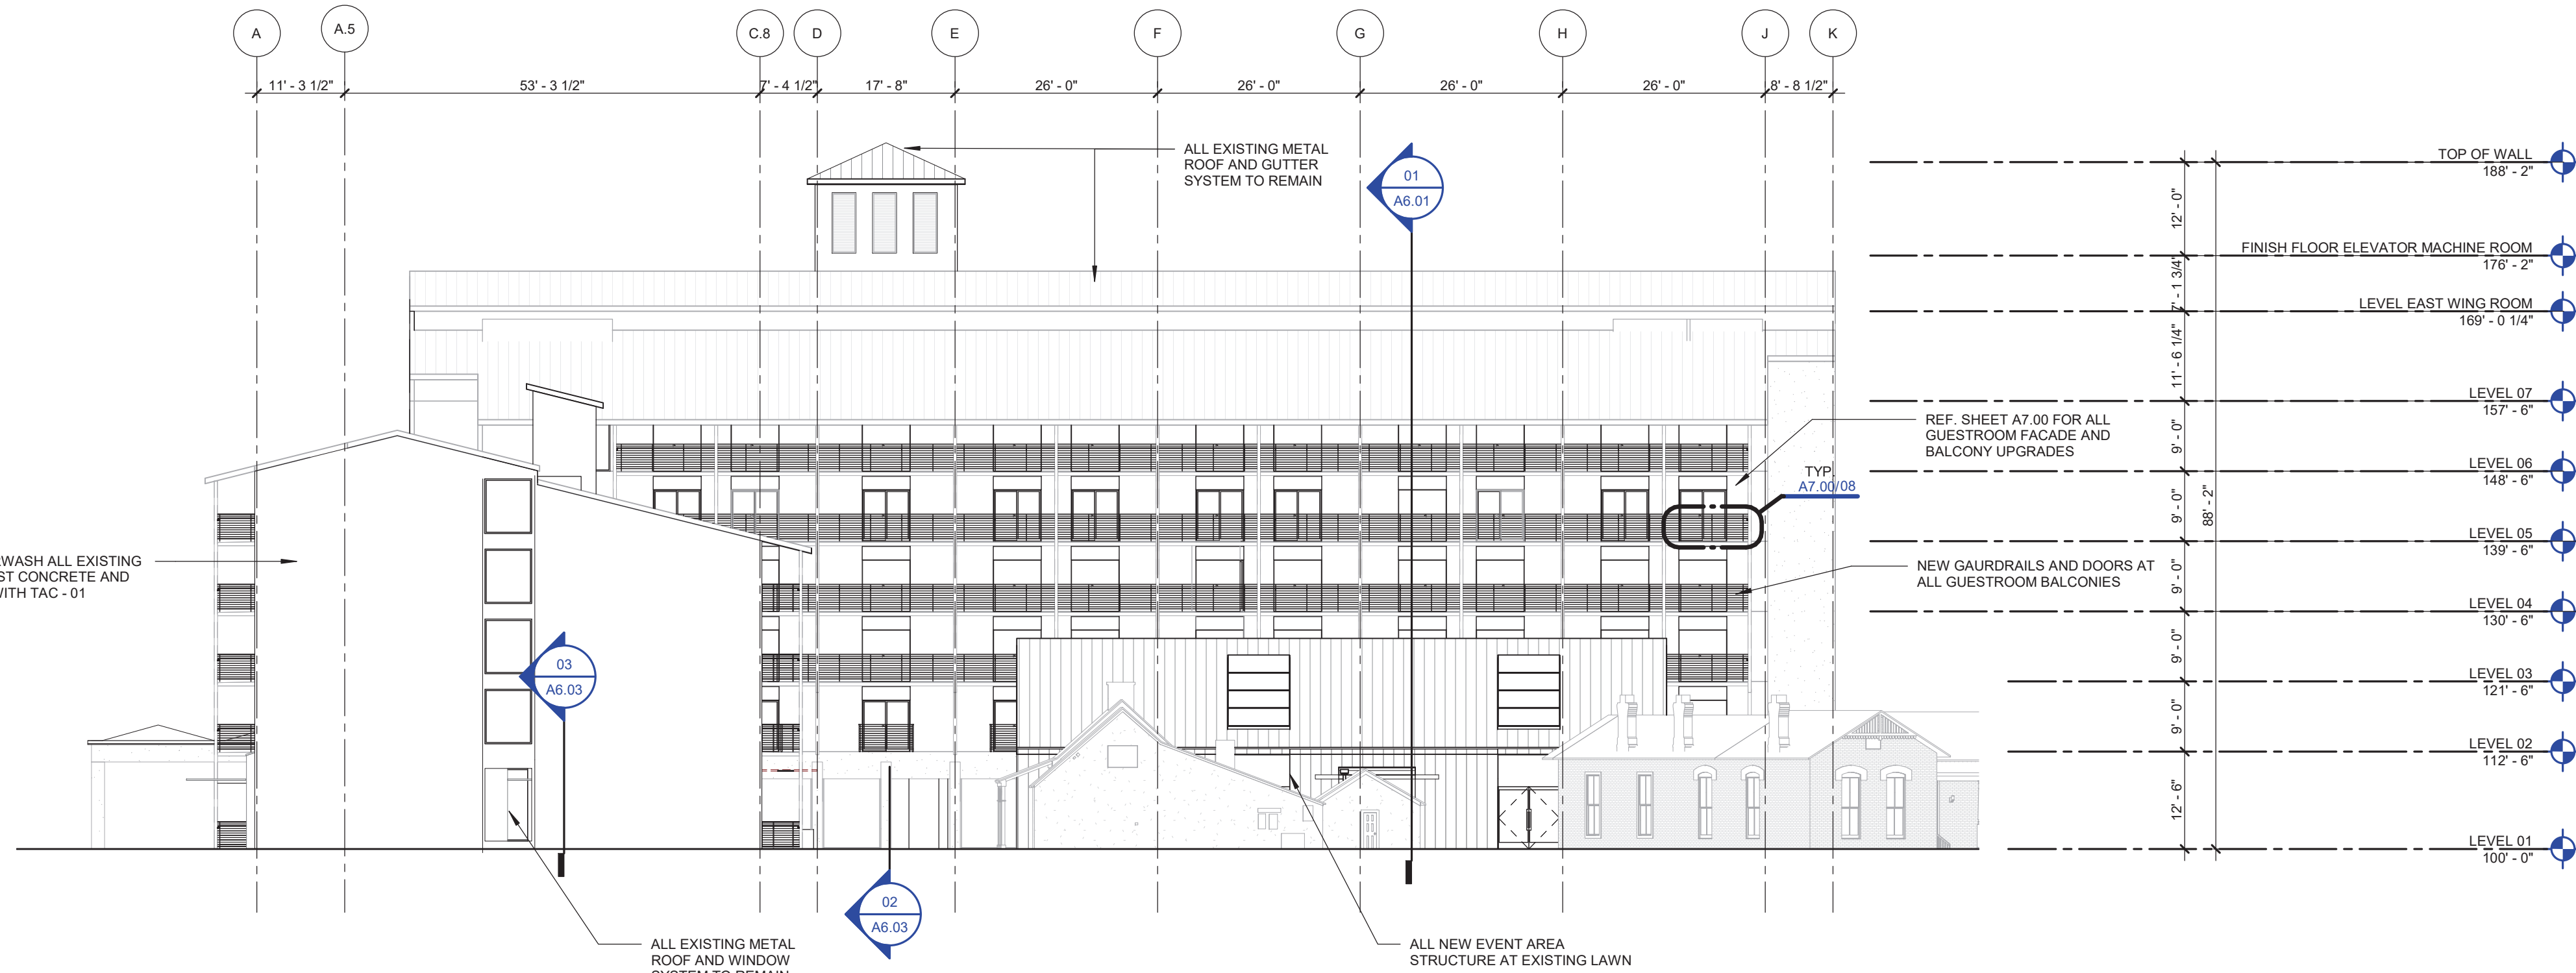 A
A.5
C.8
D
E
F
G
H
J
K
11' - 3 1/2"
53' - 3 1/2"
7' - 4 1/2"
17' - 8"
26' - 0"
26' - 0"
26' - 0"
26' - 0"
8' - 8 1/2"
ALL EXISTING METAL
ROOF AND GUTTER
SYSTEM TO REMAIN
01
A6.01
TOP OF WALL
188' - 2"
12' - 0"
FINISH FLOOR ELEVATOR MACHINE ROOM
176' - 2"
7' - 1 3/4"
LEVEL EAST WING ROOM
169' - 0 1/4"
11' - 6 1/4"
LEVEL 07
157' - 6"
9' - 0"
LEVEL 06
148' - 6"
9' - 0"
88' - 2"
LEVEL 05
139' - 6"
9' - 0"
LEVEL 04
130' - 6"
9' - 0"
LEVEL 03
121' - 6"
9' - 0"
LEVEL 02
112' - 6"
12' - 6"
LEVEL 01
100' - 0"
REF. SHEET A7.00 FOR ALL
GUESTROOM FACADE AND
BALCONY UPGRADES
TYP.
A7.00/08
NEW GAURDRAILS AND DOORS AT
ALL GUESTROOM BALCONIES
WASH ALL EXISTING
ST CONCRETE AND
WITH TAC - 01
03
A6.03
02
A6.03
ALL EXISTING METAL
ROOF AND WINDOW
SYSTEM TO REMAIN
ALL NEW EVENT AREA
STRUCTURE AT EXISTING LAWN